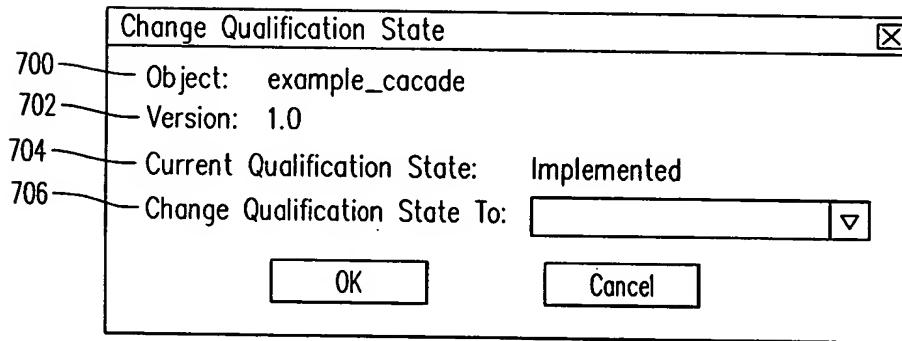 Change Qualification State
700 Object: example_cacade
702 Version: 1.0
704 Current Qualification State: Implemented
706 Change Qualification State To:
OK Cancel